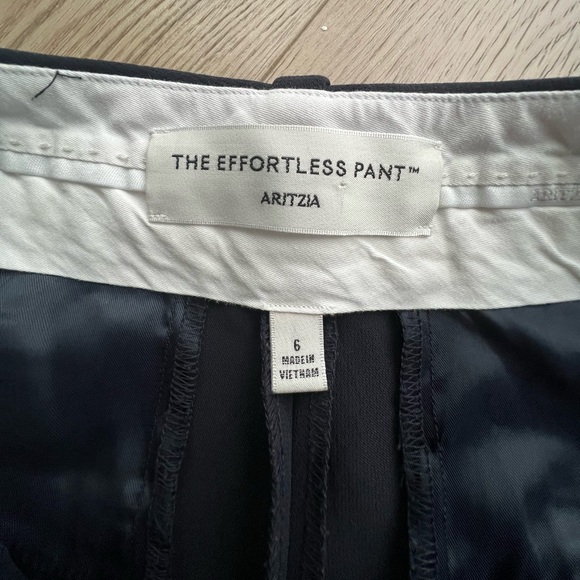 THE EFFORTLESS PANT™
ARITZIA
6
MADE IN
VIETNAM